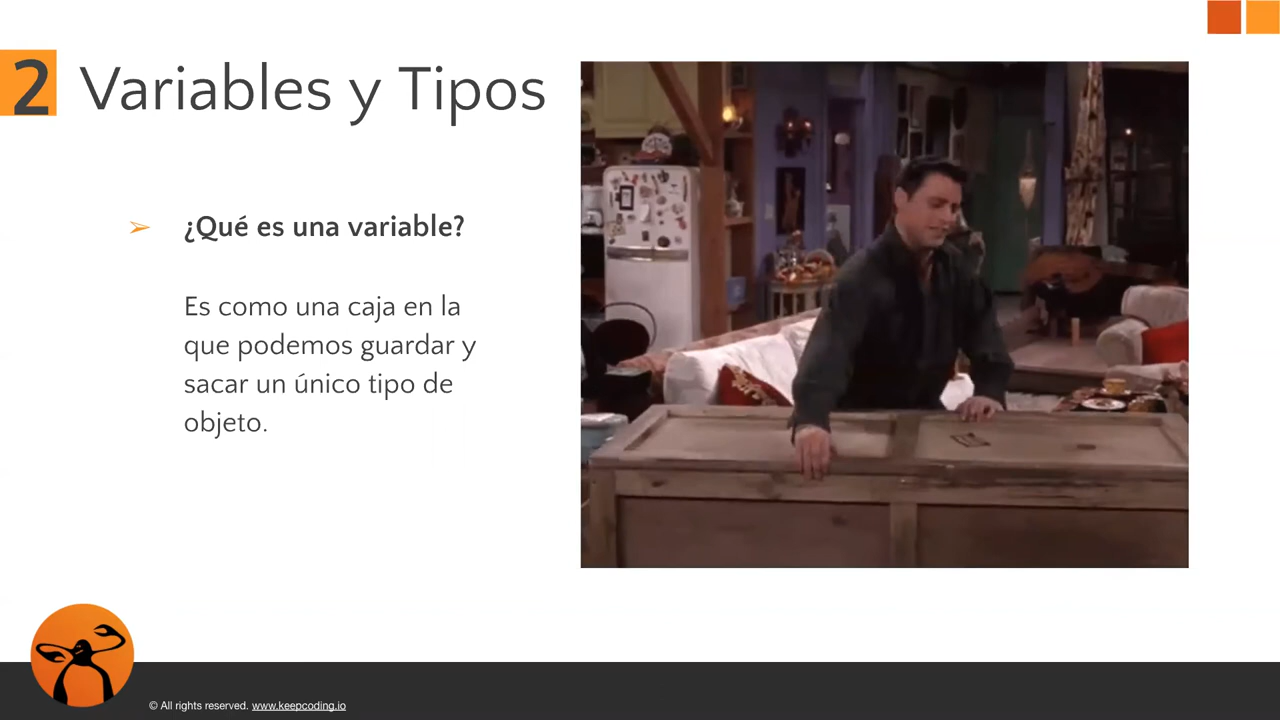 2 Variables y Tipos
➢ ¿Qué es una variable?
Es como una caja en la
que podemos guardar y
sacar un único tipo de
objeto.
© All rights reserved. www.keepcoding.io